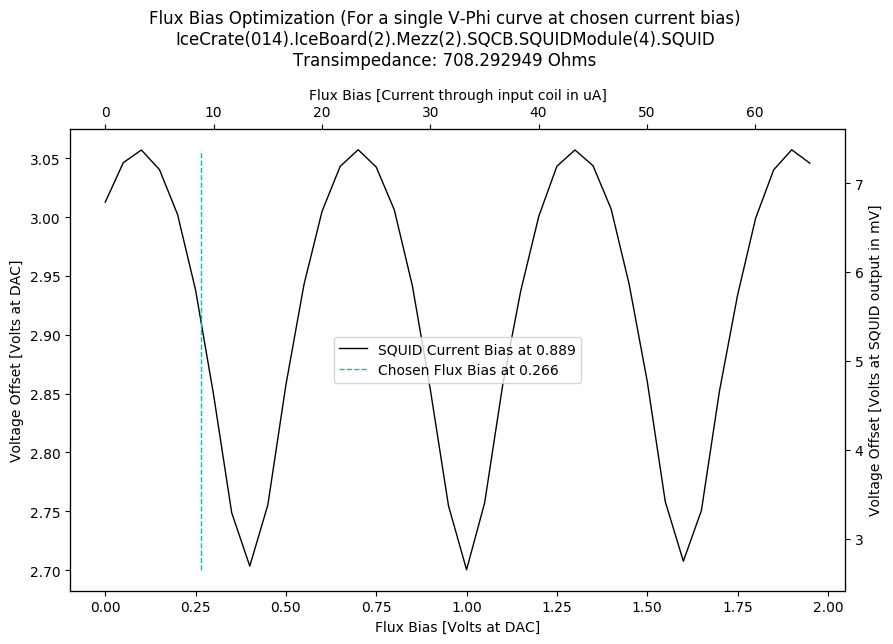 Flux Bias Optimization (For a single V-Phi curve at chosen current bias)
IceCrate(014).IceBoard(2).Mezz(2).SQCB.SQUIDModule(4).SQUID
Transimpedance: 708.292949 Ohms
Flux Bias [Current through input coil in uA]
0 10 20 30 40 50 60
3.05
3.00
2.95
2.90
2.85
2.80
2.75
2.70
Voltage Offset [Volts at DAC]
SQUID Current Bias at 0.889
Chosen Flux Bias at 0.266
7
6
5
4
3
Voltage Offset [Volts at SQUID output in mV]
0.00 0.25 0.50 0.75 1.00 1.25 1.50 1.75 2.00
Flux Bias [Volts at DAC]